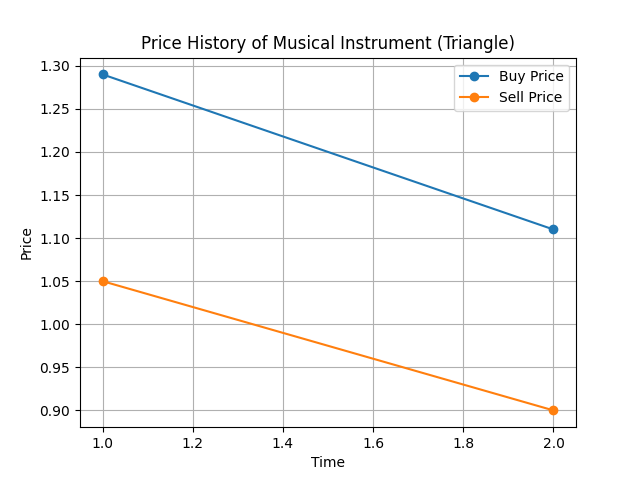 Price History of Musical Instrument (Triangle)
Buy Price
Sell Price
Price
1.30
1.25
1.20
1.15
1.10
1.05
1.00
0.95
0.90
1.0 1.2 1.4 1.6 1.8 2.0
Time